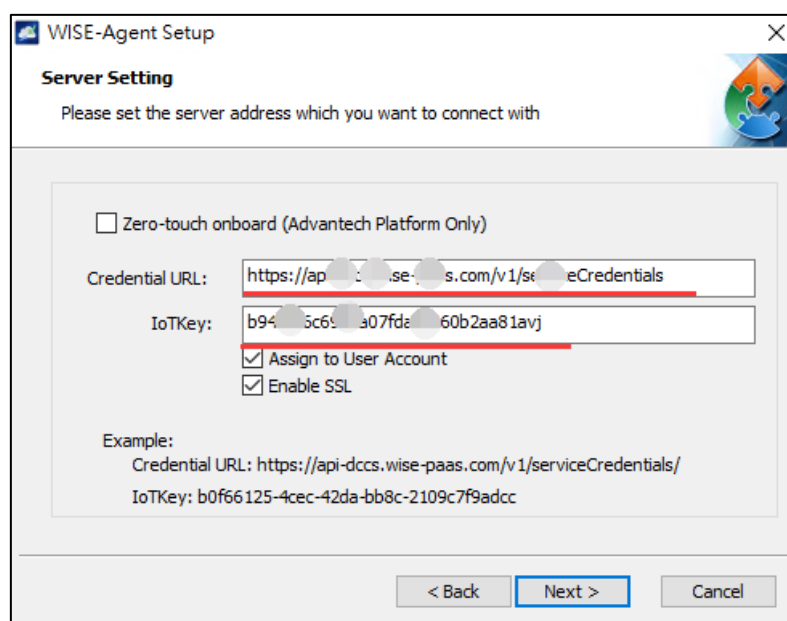 WISE-Agent Setup
Server Setting
Please set the server address which you want to connect with
Zero-touch onboard (Advantech Platform Only)
Credential URL:
IoTKey:
Assign to User Account
Enable SSL
Example:
Credential URL: https://api-dccs.wise-paas.com/v1/serviceCredentials/
IoTKey: b0f66125-4cec-42da-bb8c-2109c7f9adcc
< Back
Next >
Cancel